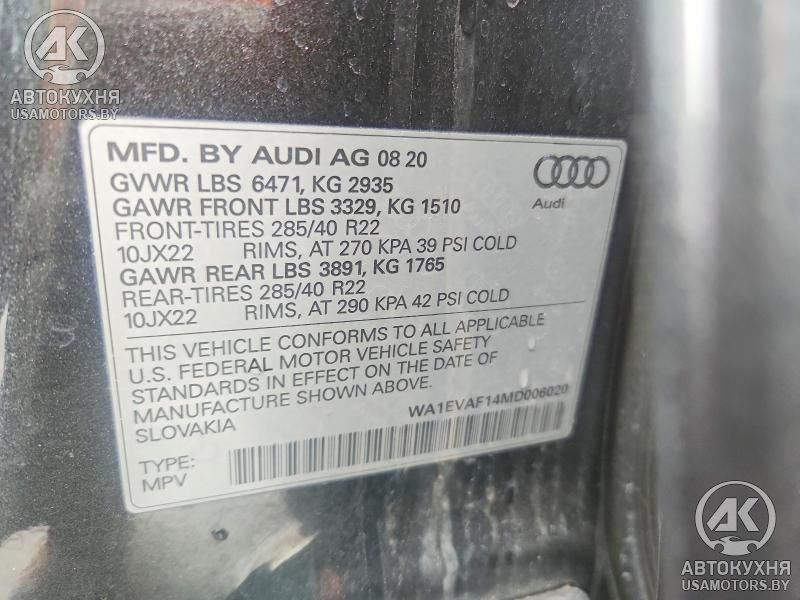 AK
АВТОКУХНЯ
USAMOTORS.BY
MFD. BY AUDI AG 08 20
GVWR LBS 6471, KG 2935
GAWR FRONT LBS 3329, KG 1510
FRONT-TIRES 285/40 R22
10JX22 RIMS, AT 270 KPA 39 PSI COLD
GAWR REAR LBS 3891, KG 1765
REAR-TIRES 285/40 R22
10JX22 RIMS, AT 290 KPA 42 PSI COLD
Audi
THIS VEHICLE CONFORMS TO ALL APPLICABLE
U.S. FEDERAL MOTOR VEHICLE SAFETY
STANDARDS IN EFFECT ON THE DATE OF
MANUFACTURE SHOWN ABOVE.
SLOVAKIA
WA1EVAF14MD006020
TYPE:
MPV
AK
АВТОКУХНЯ
USAMOTORS.BY